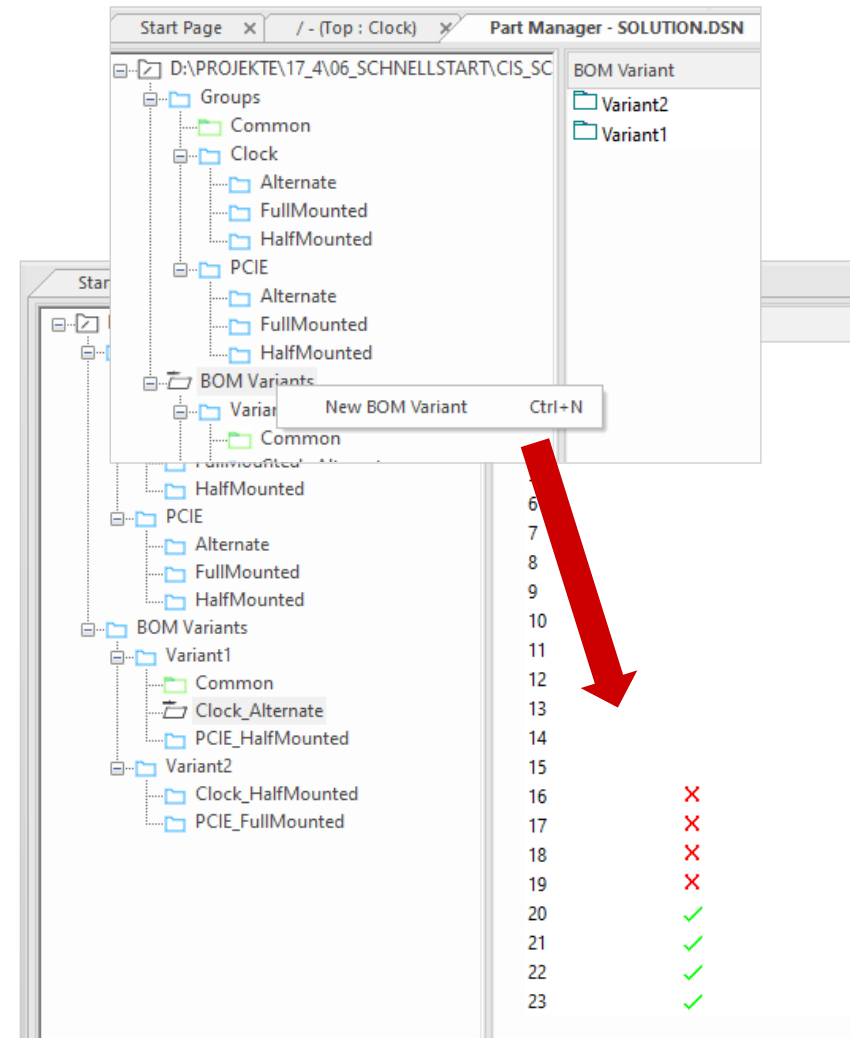 Start Page × / - (Top : Clock) × Part Manager - SOLUTION.DSN
D:\PROJEKTE\17_4\06_SCHNELLSTART\CIS_SC
BOM Variant
Groups
Variant2
Common
Variant1
Clock
Alternate
FullMounted
HalfMounted
PCIE
Alternate
FullMounted
HalfMounted
BOM Variants
New BOM Variant Ctrl+N
Common
Star
HalfMounted
PCIE
Alternate
FullMounted
HalfMounted
BOM Variants
Variant1
Common
Clock_Alternate
PCIE_HalfMounted
Variant2
Clock_HalfMounted
PCIE_FullMounted
6
7
8
9
10
11
12
13
14
15
16
17
18
19
20
21
22
23